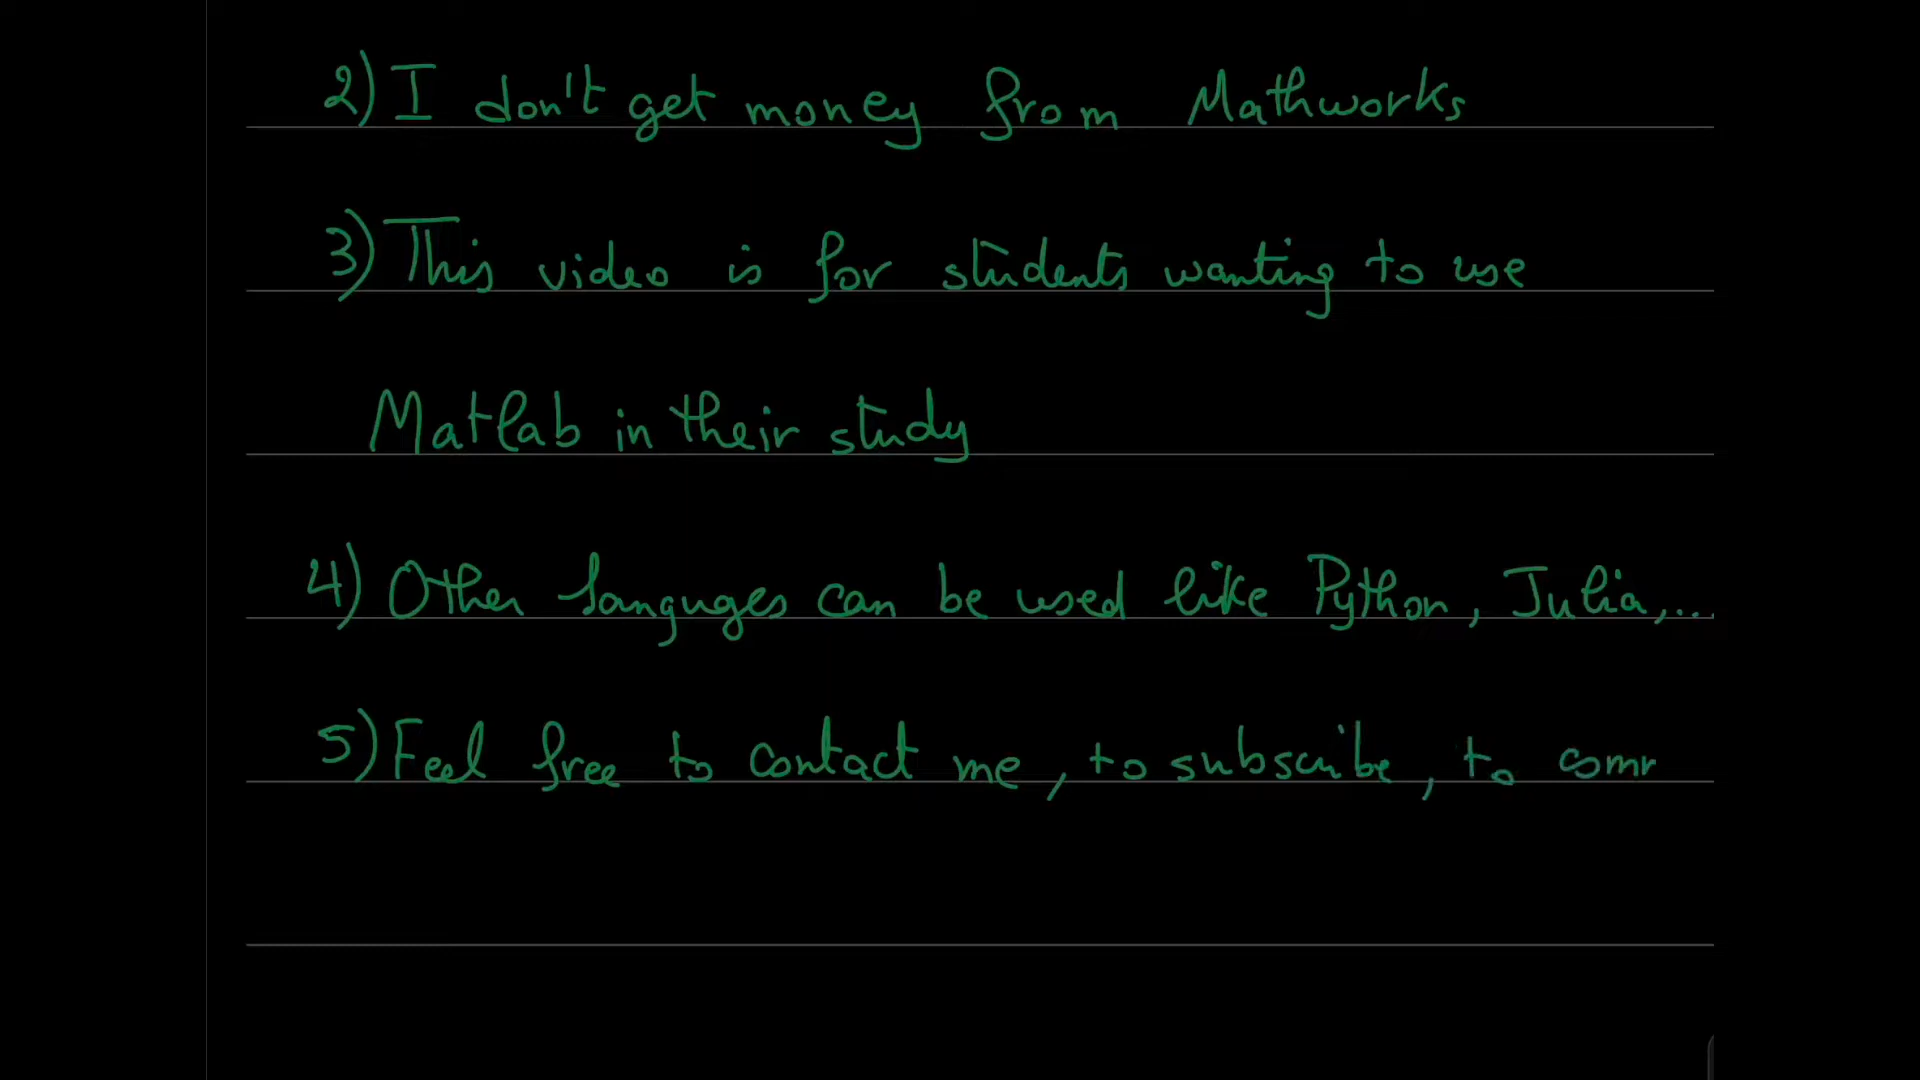 2) I don't get money from Mathworks
3) This video is for students wanting to use
Matlab in their study
4) Other languges can be used like Python, Julia,...
5) Feel free to contact me, to subscribe, to comm